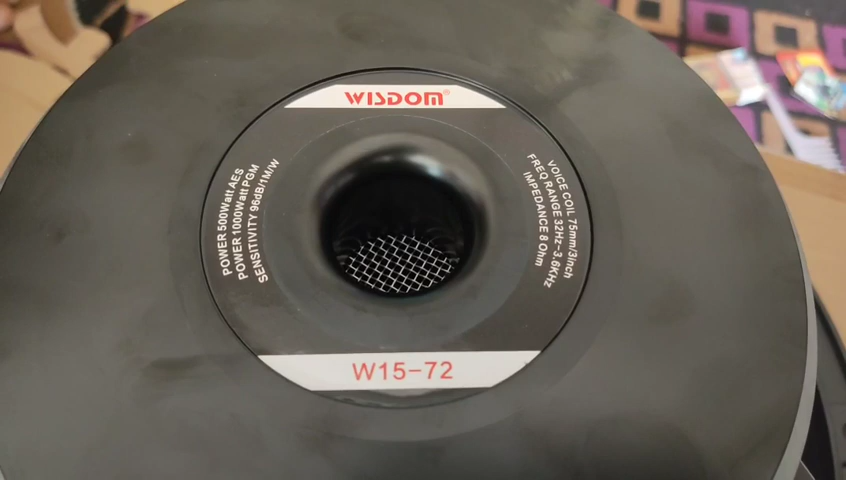 WISDOM®
POWER 500Watt AES
POWER 1000Watt PGM
SENSITIVITY 96dB/1M/W
VOICE COIL 75mm/3inch
FREQ RANGE 32Hz-3.6KHz
IMPEDANCE 8 Ohm
W15-72